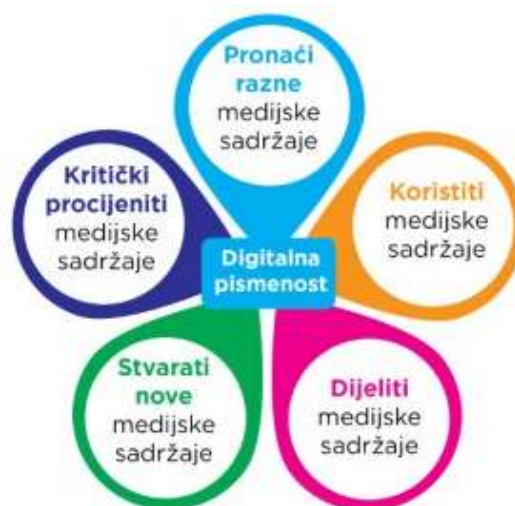 Pronaći
razne
medijske
sadržaje
Kritički
procijeniti
medijske
sadržaje
Koristiti
medijske
sadržaje
Digitalna
pismenost
Stvarati
nove
medijske
sadržaje
Dijeliti
medijske
sadržaje